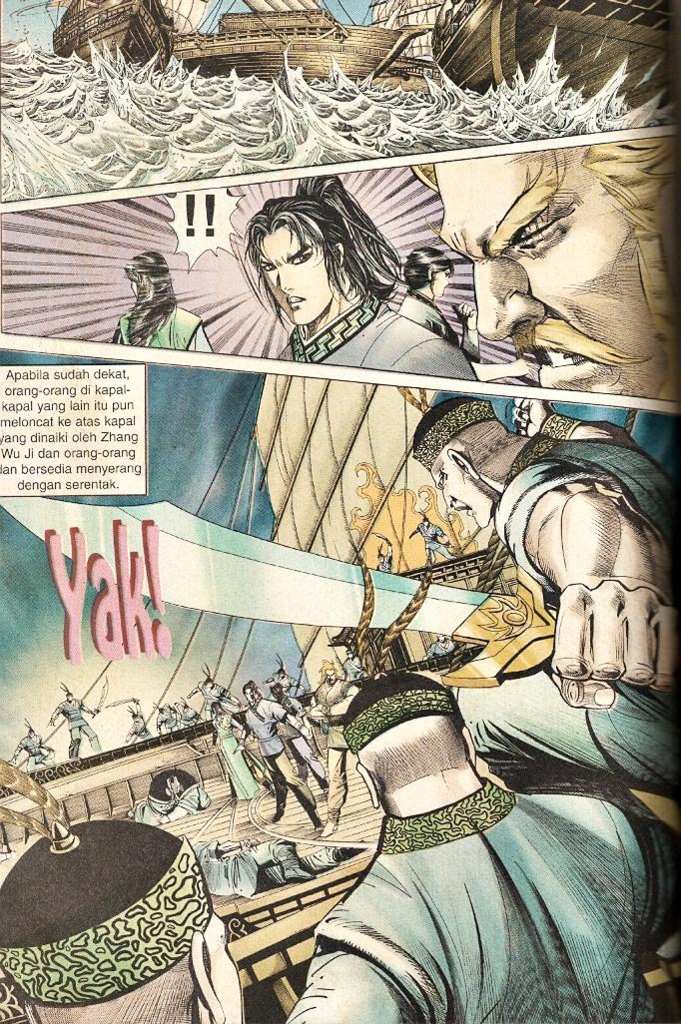 !!
Apabila sudah dekat,
orang-orang di kapal-
kapal yang lain itu pun
meloncat ke atas kapal
yang dinaiki oleh Zhang
Wu Ji dan orang-orang
dan bersedia menyerang
dengan serentak.
Yak!